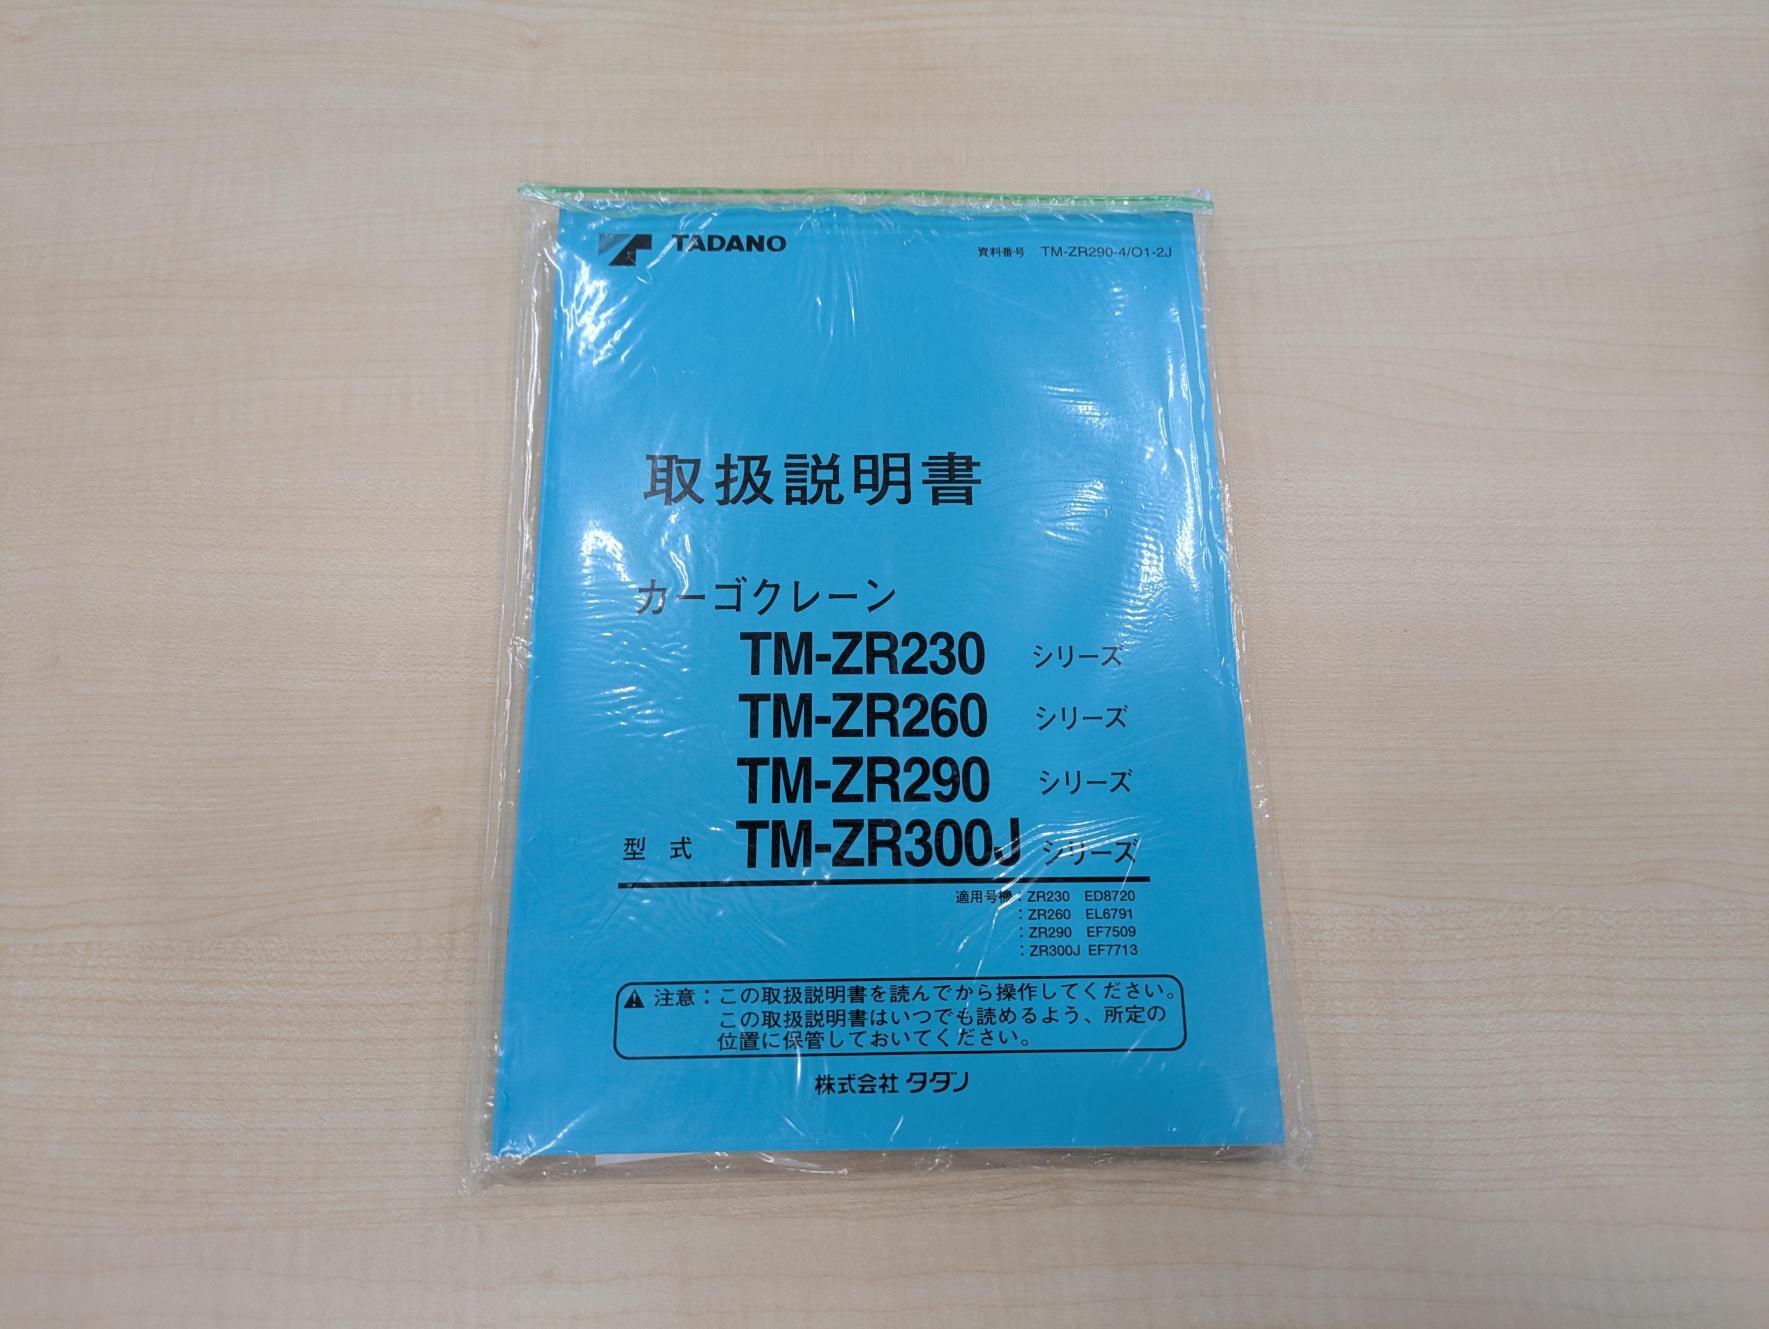 TADANO
資料番号 TM-ZR290-4/O1-2J
取扱説明書
カーゴクレーン
TM-ZR230 シリーズ
TM-ZR260 シリーズ
TM-ZR290 シリーズ
型式 TM-ZR300J シリーズ
適用号機：ZR230 ED8720
：ZR260 EL6791
：ZR290 EF7509
：ZR300J EF7713
注意：この取扱説明書を読んでから操作してください。
この取扱説明書はいつでも読めるよう、所定の
位置に保管しておいてください。
株式会社タダノ